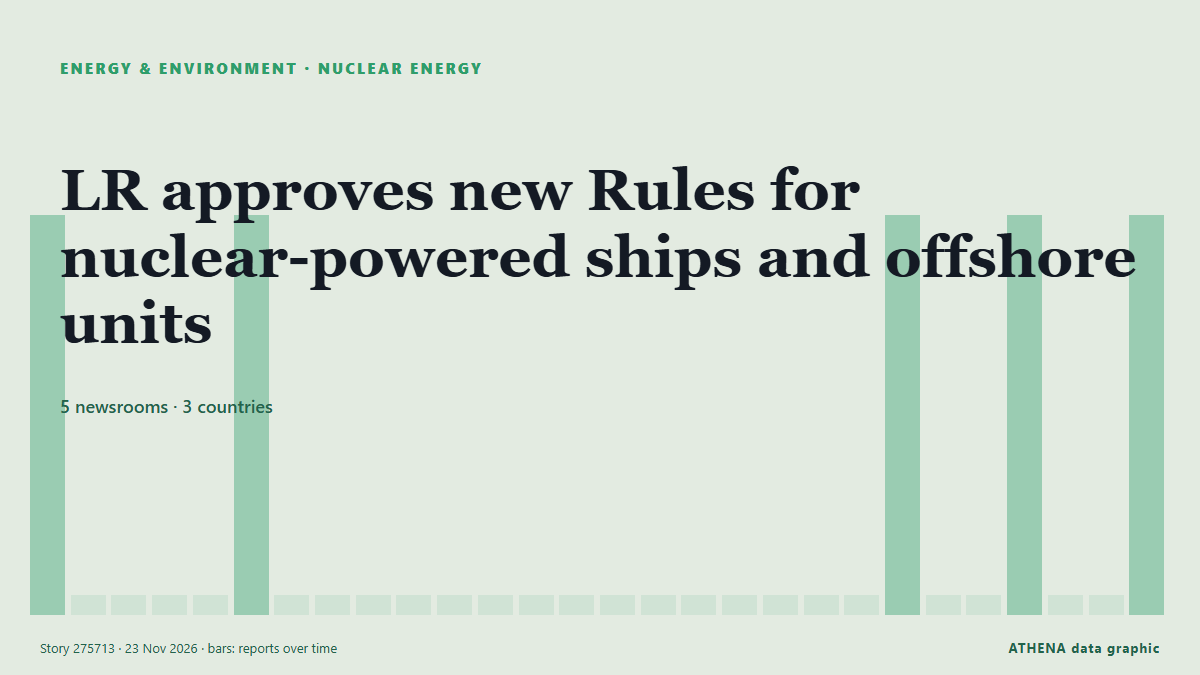 ENERGY & ENVIRONMENT · NUCLEAR ENERGY
LR approves new Rules for
nuclear-powered ships and offshore
units
5 newsrooms · 3 countries
Story 275713 · 23 Nov 2026 · bars: reports over time
ATHENA data graphic